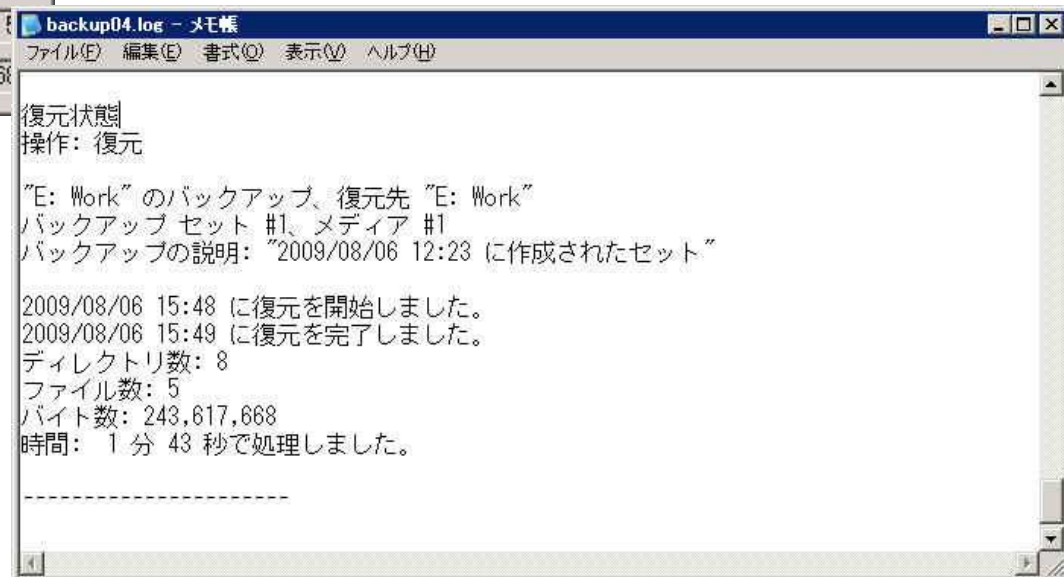 backup04.log - メモ帳
ファイル(F) 編集(E) 書式(O) 表示(V) ヘルプ(H)
復元状態
操作: 復元
"E: Work" のバックアップ、復元先 "E: Work"
バックアップ セット #1、メディア #1
バックアップの説明: "2009/08/06 12:23 に作成されたセット"
2009/08/06 15:48 に復元を開始しました。
2009/08/06 15:49 に復元を完了しました。
ディレクトリ数: 8
ファイル数: 5
バイト数: 243,617,668
時間: 1 分 43 秒で処理しました。
----------------------